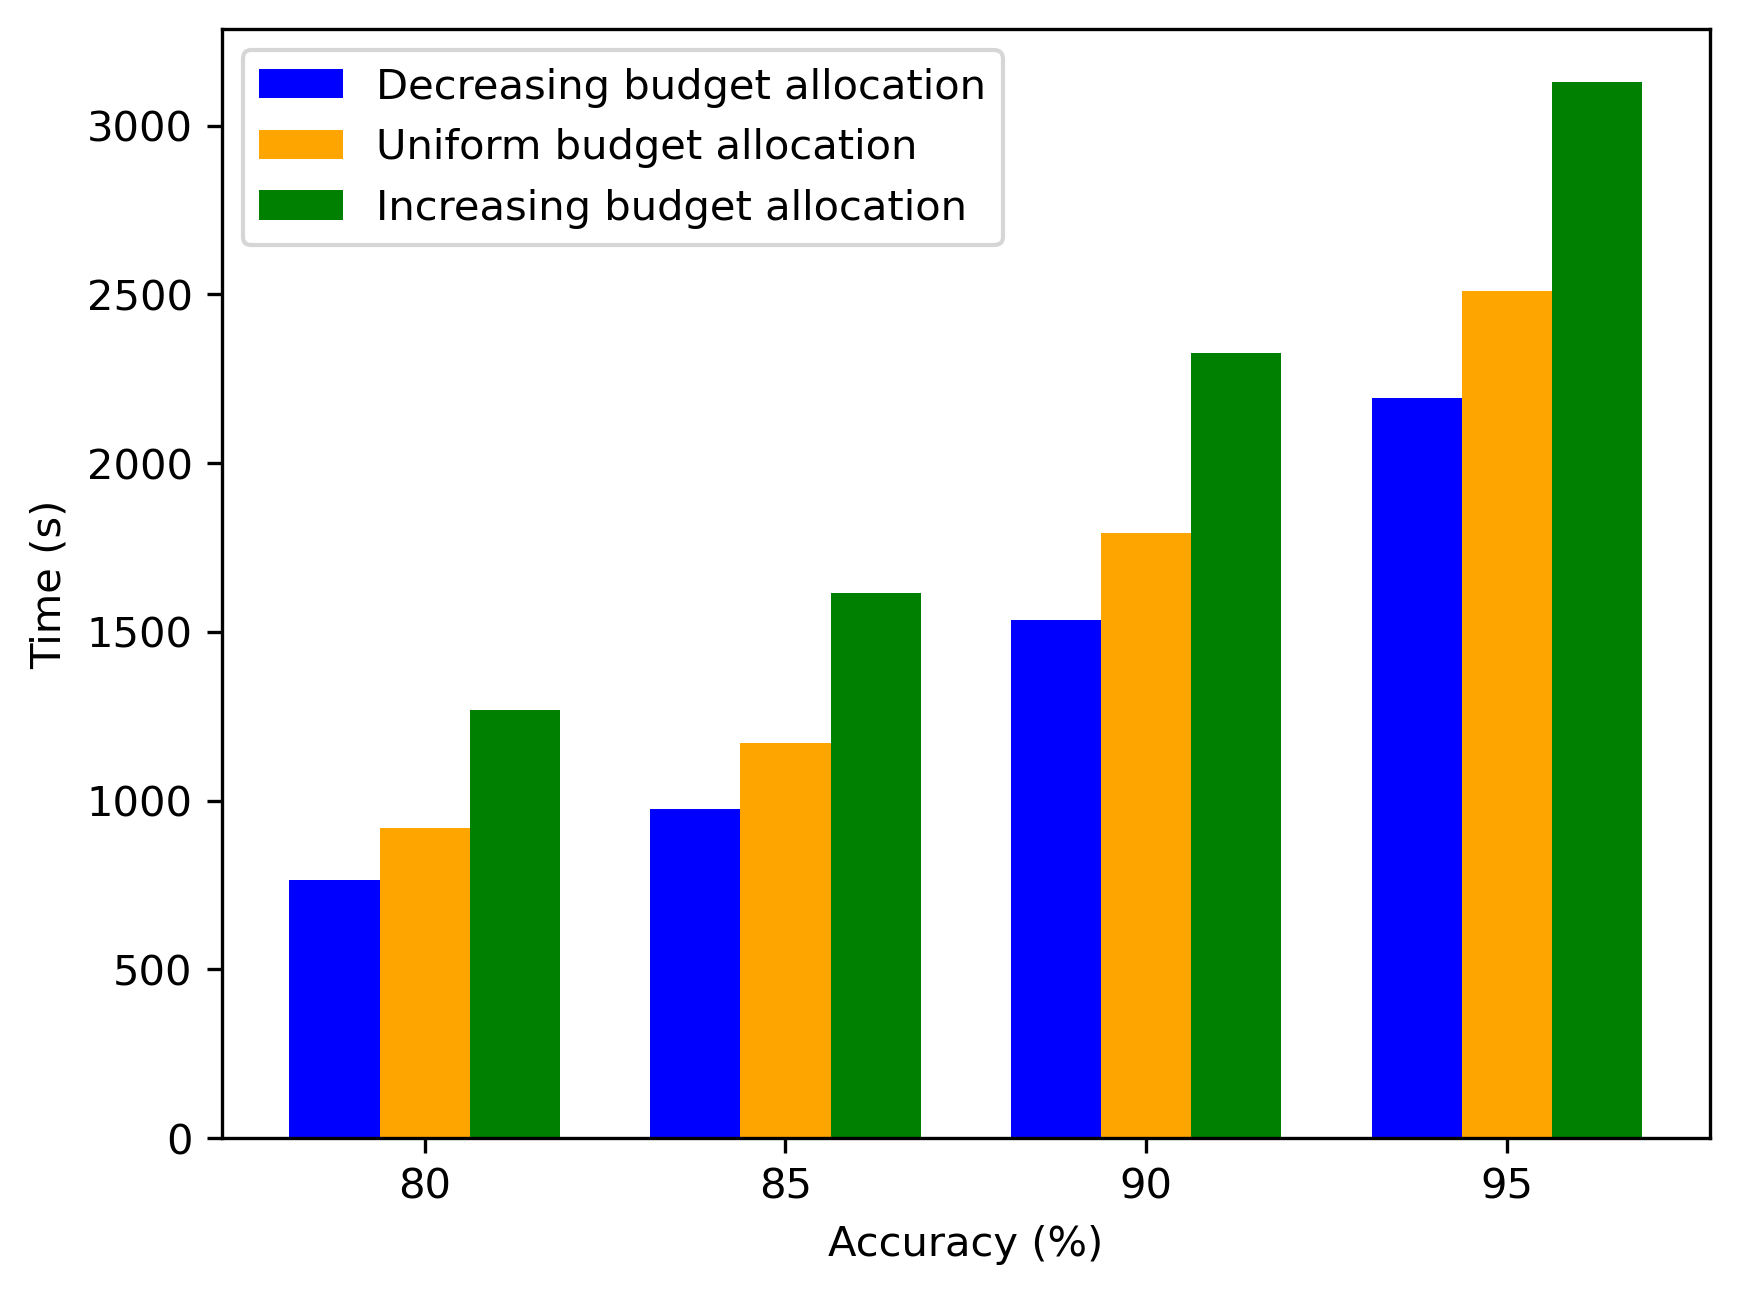 Decreasing budget allocation
Uniform budget allocation
Increasing budget allocation
3000
2500
2000
1500
1000
500
0
Time (s)
80 85 90 95
Accuracy (%)